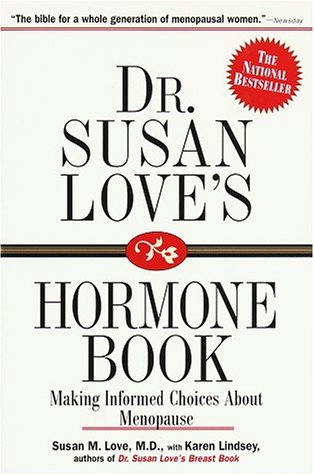 "The bible for a whole generation of menopausal women."—Newsday
THE
NATIONAL
BESTSELLER
DR.
SUSAN
LOVE'S
HORMONE
BOOK
Making Informed Choices About
Menopause
Susan M. Love, M.D., with Karen Lindsey,
authors of Dr. Susan Love's Breast Book